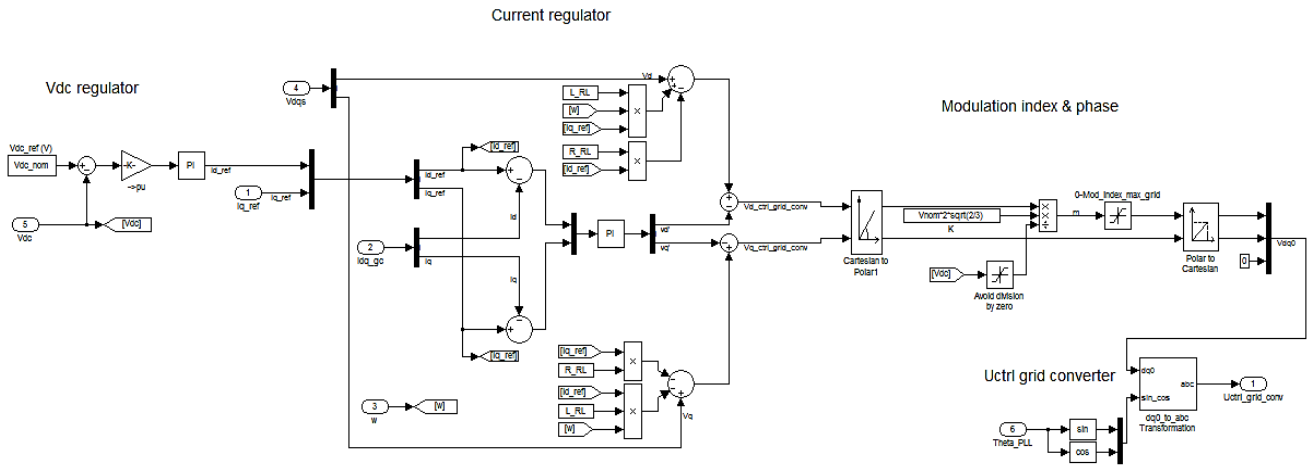 Current regulator
Vdc regulator
Modulation index & phase
Uctrl grid converter
Vdc_ref (V)
Vdc_nom
-K-
->pu
PI
Id_ref
1
Iq_ref
Iq_ref
5
Vdc
[Vdc]
4
Vdqs
Vd
L_RL
[w]
[Iq_ref]
×
R_RL
[Id_ref]
×
[Id_ref]
Id_ref
Iq_ref
Id
2
Idq_gc
Iq
[Iq_ref]
PI
vd'
vq'
Vd_ctrl_grid_conv
Vq_ctrl_grid_conv
[Iq_ref]
R_RL
×
[Id_ref]
L_RL
[w]
×
Vq
3
w
[w]
Cartesian to
Polar1
Vnom*2*sqrt(2/3)
K
×
×
÷
m
0-Mod_Index_max_grid
[Vdc]
Avoid division
by zero
Polar to
Cartesian
0
Vdq0
dq0
abc
sin_cos
dq0_to_abc
Transformation
1
Uctrl_grid_conv
6
Theta_PLL
sin
cos